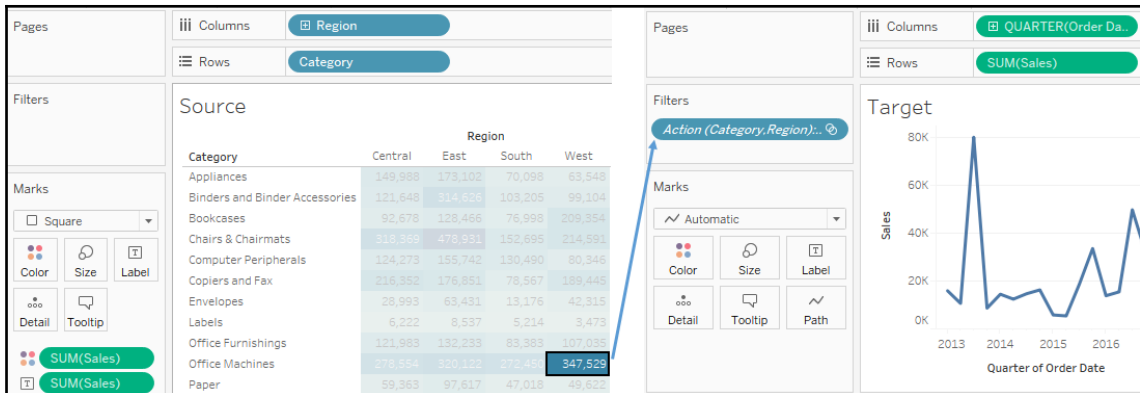 Pages
Columns
Region
Rows
Category
Filters
Source
Region
Category Central East South West
Appliances 149,988 173,102 70,098 63,548
Binders and Binder Accessories 121,648 314,626 103,205 99,104
Bookcases 92,678 128,466 76,998 209,354
Chairs & Chairmats 318,369 478,931 152,695 214,591
Computer Peripherals 124,273 155,742 130,490 80,346
Copiers and Fax 216,352 176,851 78,567 189,445
Envelopes 28,993 63,431 13,176 42,315
Labels 6,222 8,537 5,214 3,473
Office Furnishings 121,983 132,233 83,383 107,035
Office Machines 278,554 320,122 272,450 347,529
Paper 59,363 97,617 47,018 49,622
Marks
Square
Color Size Label
Detail Tooltip
SUM(Sales)
SUM(Sales)
Pages
Columns
QUARTER(Order Da..
Rows
SUM(Sales)
Filters
Action (Category,Region):..
Marks
Automatic
Color Size Label
Detail Tooltip Path
Target
Sales
80K
60K
40K
20K
0K
2013 2014 2015 2016
Quarter of Order Date